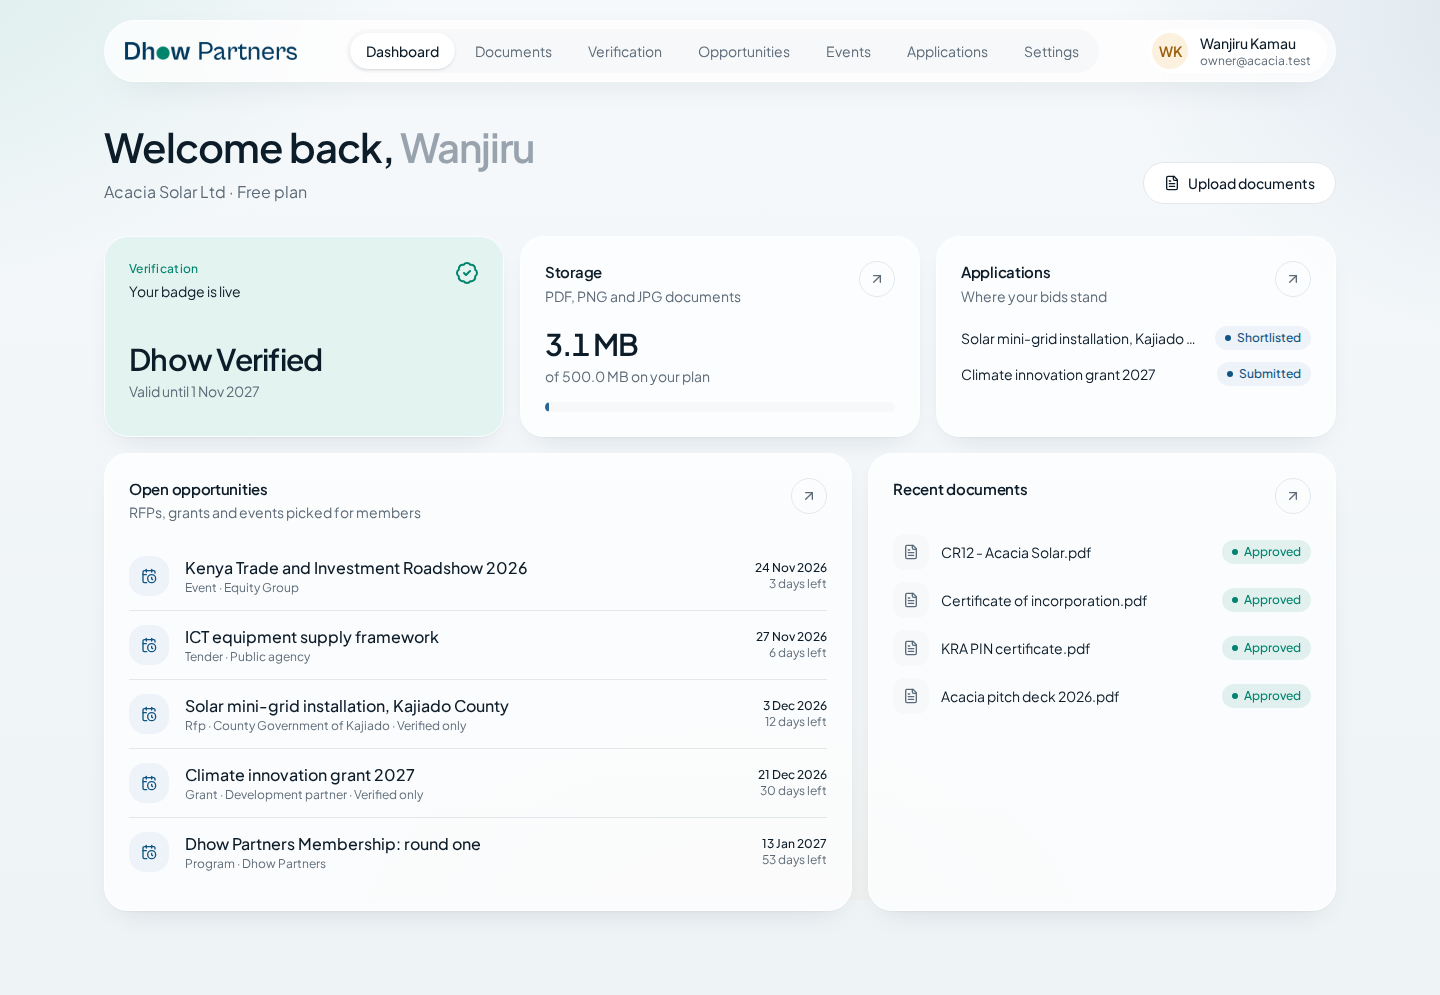 Dhow Partners
Dashboard
Documents
Verification
Opportunities
Events
Applications
Settings
WK
Wanjiru Kamau
owner@acacia.test
Welcome back, Wanjiru
Acacia Solar Ltd · Free plan
Upload documents
Verification
Your badge is live
Dhow Verified
Valid until 1 Nov 2027
Storage
PDF, PNG and JPG documents
3.1 MB
of 500.0 MB on your plan
Applications
Where your bids stand
Solar mini-grid installation, Kajiado ...
Shortlisted
Climate innovation grant 2027
Submitted
Open opportunities
RFPs, grants and events picked for members
Kenya Trade and Investment Roadshow 2026
Event · Equity Group
24 Nov 2026
3 days left
ICT equipment supply framework
Tender · Public agency
27 Nov 2026
6 days left
Solar mini-grid installation, Kajiado County
Rfp · County Government of Kajiado · Verified only
3 Dec 2026
12 days left
Climate innovation grant 2027
Grant · Development partner · Verified only
21 Dec 2026
30 days left
Dhow Partners Membership: round one
Program · Dhow Partners
13 Jan 2027
53 days left
Recent documents
CR12 - Acacia Solar.pdf
Approved
Certificate of incorporation.pdf
Approved
KRA PIN certificate.pdf
Approved
Acacia pitch deck 2026.pdf
Approved